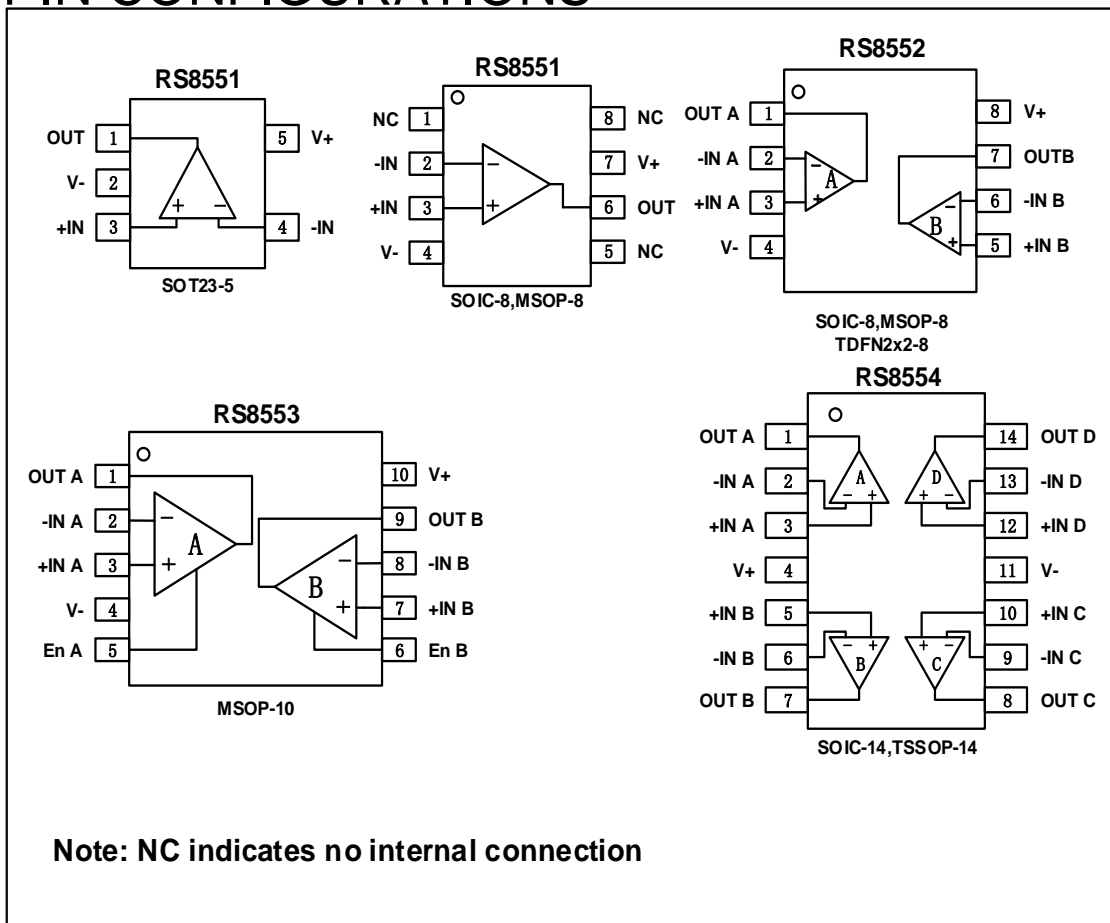 PIN CONFIGURATIONS
RS8551
OUT 1
5 V+
V- 2
+IN 3
4 -IN
+ −
SOT23-5
RS8551
NC 1
8 NC
-IN 2
7 V+
+IN 3
6 OUT
V- 4
5 NC
−
+
SOIC-8,MSOP-8
RS8552
OUT A 1
8 V+
-IN A 2
7 OUTB
+IN A 3
6 -IN B
V- 4
5 +IN B
−
A
+
−
B
+
SOIC-8,MSOP-8
TDFN2x2-8
RS8553
OUT A 1
10 V+
-IN A 2
9 OUT B
+IN A 3
8 -IN B
V- 4
7 +IN B
En A 5
6 En B
−
A
+
−
B
+
MSOP-10
RS8554
OUT A 1
14 OUT D
-IN A 2
13 -IN D
+IN A 3
12 +IN D
V+ 4
11 V-
+IN B 5
10 +IN C
-IN B 6
9 -IN C
OUT B 7
8 OUT C
A
− +
D
+ −
− +
B
+ −
C
SOIC-14,TSSOP-14
Note: NC indicates no internal connection